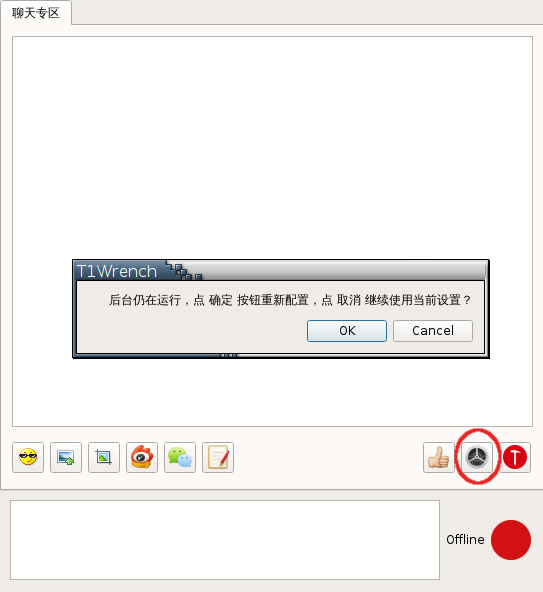 聊天专区
T1Wrench
后台仍在运行，点 确定 按钮重新配置，点 取消 继续使用当前设置？
OK
Cancel
T
Offline